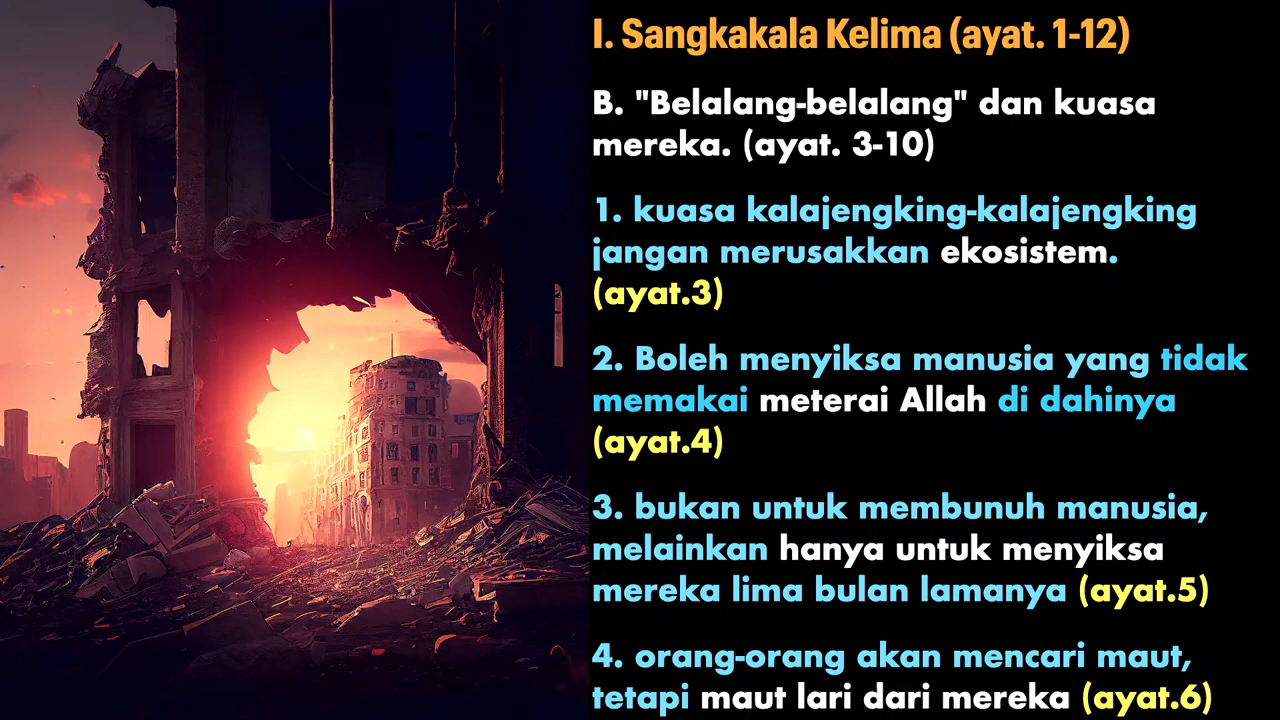 I. Sangkakala Kelima (ayat. 1-12)
B. "Belalang-belalang" dan kuasa
mereka. (ayat. 3-10)
1. kuasa kalajengking-kalajengking
jangan merusakkan ekosistem.
(ayat.3)
2. Boleh menyiksa manusia yang tidak
memakai meterai Allah di dahinya
(ayat.4)
3. bukan untuk membunuh manusia,
melainkan hanya untuk menyiksa
mereka lima bulan lamanya (ayat.5)
4. orang-orang akan mencari maut,
tetapi maut lari dari mereka (ayat.6)